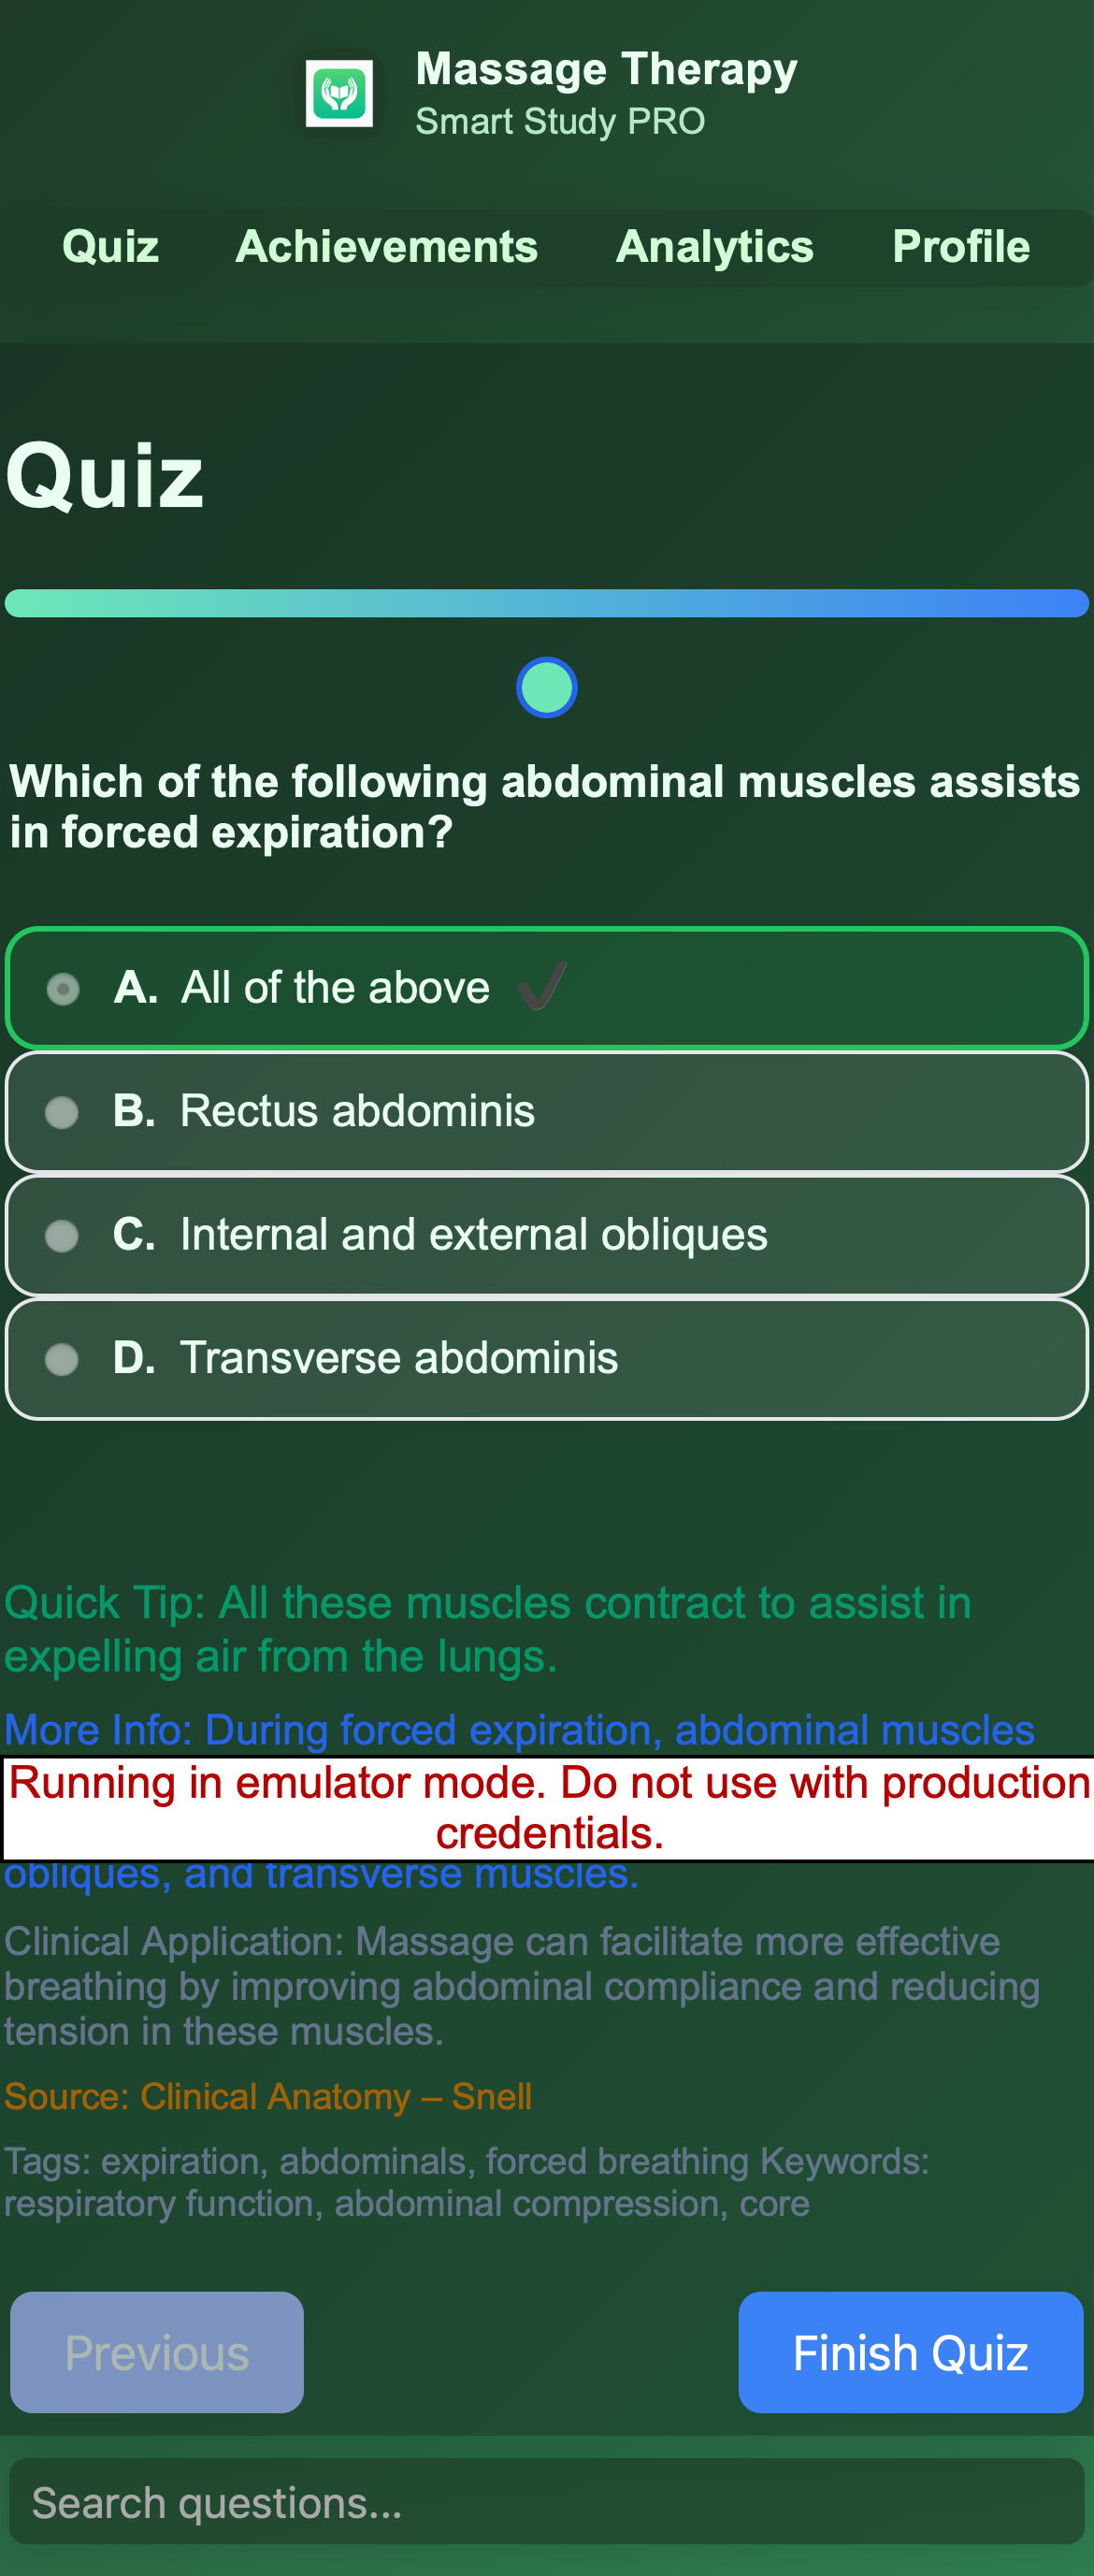 Massage Therapy
Smart Study PRO
Quiz Achievements Analytics Profile
Quiz
Which of the following abdominal muscles assists
in forced expiration?
A. All of the above ✔
B. Rectus abdominis
C. Internal and external obliques
D. Transverse abdominis
Quick Tip: All these muscles contract to assist in
expelling air from the lungs.
More Info: During forced expiration, abdominal muscles
Running in emulator mode. Do not use with production
credentials.
obliques, and transverse muscles.
Clinical Application: Massage can facilitate more effective
breathing by improving abdominal compliance and reducing
tension in these muscles.
Source: Clinical Anatomy – Snell
Tags: expiration, abdominals, forced breathing Keywords:
respiratory function, abdominal compression, core
Previous Finish Quiz
Search questions...